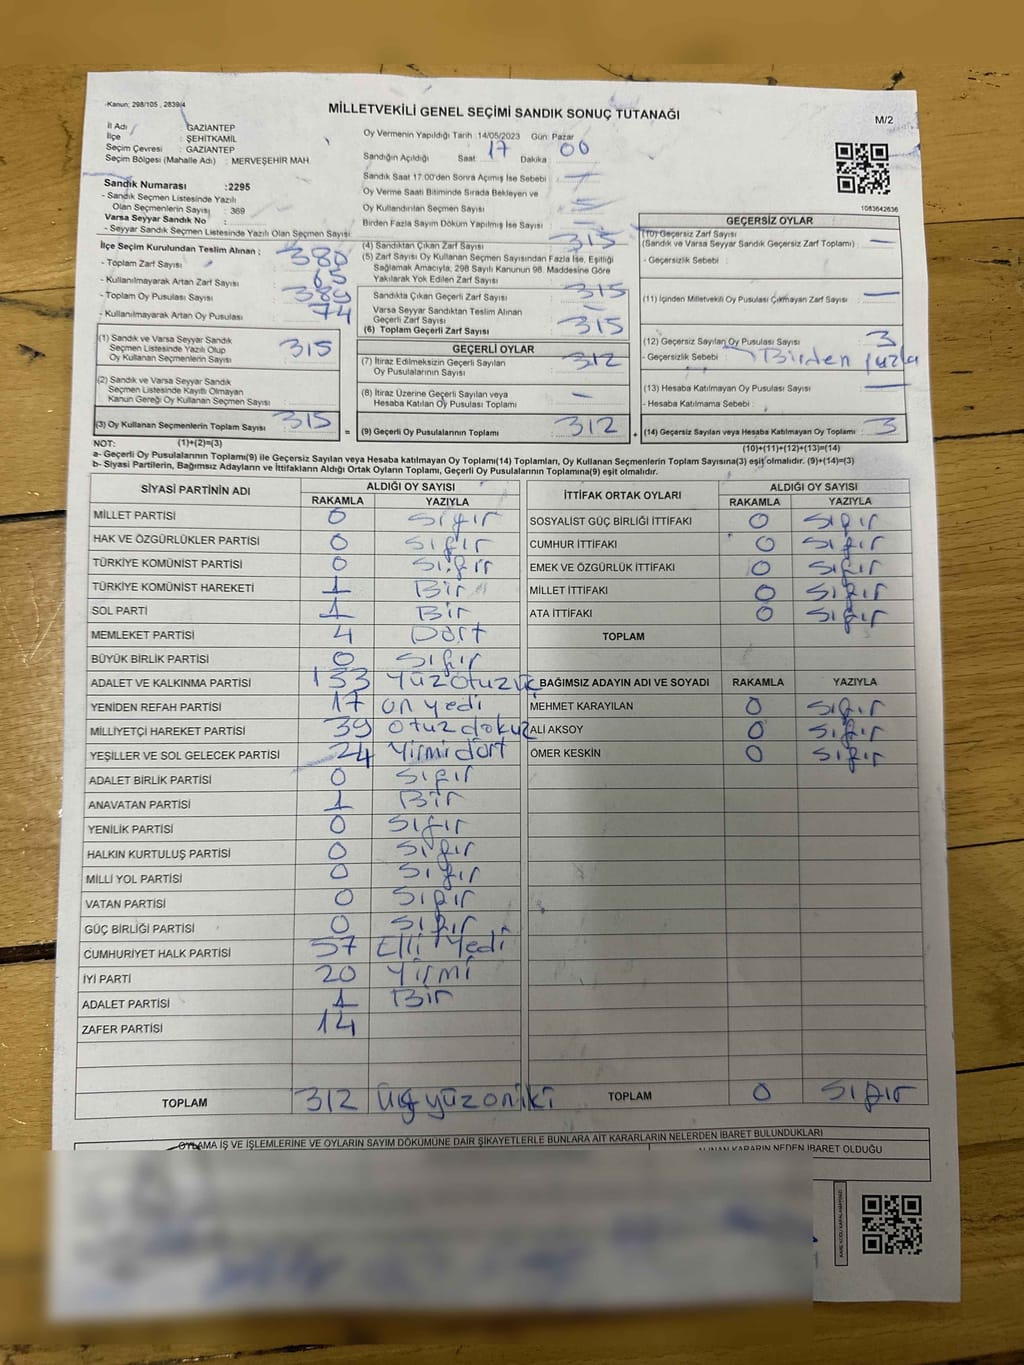 -Kanun: 298/105 , 2839/4
MİLLETVEKİLİ GENEL SEÇİMİ SANDIK SONUÇ TUTANAĞI
M/2
İl Adı : GAZİANTEP
İlçe : ŞEHİTKAMİL
Seçim Çevresi : GAZİANTEP
Seçim Bölgesi (Mahalle Adı) : MERVEŞEHİR MAH
Sandık Numarası :2295
- Sandık Seçmen Listesinde Yazılı
Olan Seçmenlerin Sayısı : 369
Varsa Seyyar Sandık No :
- Seyyar Sandık Seçmen Listesinde Yazılı Olan Seçmen Sayısı:
Oy Vermenin Yapıldığı Tarih :14/05/2023 Gün: Pazar
Sandığın Açıldığı Saat: 17 Dakika: 00
Sandık Saat 17:00'den Sonra Açımış İse Sebebi :
Oy Verme Saati Bitiminde Sırada Bekleyen ve
Oy Kullandırılan Seçmen Sayısı :
Birden Fazla Sayım Döküm Yapılmış İse Sayısı :
1083642636
İlçe Seçim Kurulundan Teslim Alınan :
- Toplam Zarf Sayısı : 380
- Kullanılmayarak Artan Zarf Sayısı : 65
- Toplam Oy Pusulası Sayısı : 389
- Kullanılmayarak Artan Oy Pusulası : 74
(1) Sandık ve Varsa Seyyar Sandık
Seçmen Listesinde Yazılı Olup
Oy Kullanan Seçmenlerin Sayısı : 315
(2) Sandık ve Varsa Seyyar Sandık
Seçmen Listesinde Kayıtlı Olmayan
Kanun Gereği Oy Kullanan Seçmen Sayısı :
(3) Oy Kullanan Seçmenlerin Toplam Sayısı : 315
(4) Sandıktan Çıkan Zarf Sayısı : 315
(5) Zarf Sayısı Oy Kullanan Seçmen Sayısından Fazla İse, Eşitliği
Sağlamak Amacıyla, 298 Sayılı Kanunun 98. Maddesine Göre
Yakılarak Yok Edilen Zarf Sayısı :
Sandıkta Çıkan Geçerli Zarf Sayısı : 315
Varsa Seyyar Sandıktan Teslim Alınan
Geçerli Zarf Sayısı :
(6) Toplam Geçerli Zarf Sayısı : 315
GEÇERLİ OYLAR
(7) İtiraz Edilmeksizin Geçerli Sayılan
Oy Pusulalarının Sayısı : 312
(8) İtiraz Üzerine Geçerli Sayılan veya
Hesaba Katılan Oy Pusulası Toplamı : -
= (9) Geçerli Oy Pusulalarının Toplamı : 312 +
GEÇERSİZ OYLAR
(10) Geçersiz Zarf Sayısı
(Sandık ve Varsa Seyyar Sandık Geçersiz Zarf Toplamı) : —
- Geçersizlik Sebebi :
(11) İçinden Milletvekili Oy Pusulası Çıkmayan Zarf Sayısı : —
(12) Geçersiz Sayılan Oy Pusulası Sayısı : 3
- Geçersizlik Sebebi : Birden fazla
(13) Hesaba Katılmayan Oy Pusulası Sayısı : —
- Hesaba Katılmama Sebebi :
(14) Geçersiz Sayılan veya Hesaba Katılmayan Oy Toplamı : 3
NOT: (1)+(2)=(3) (10)+(11)+(12)+(13)=(14)
a- Geçerli Oy Pusulalarının Toplamı(9) ile Geçersiz Sayılan veya Hesaba katılmayan Oy Toplamı(14) Toplamları, Oy Kullanan Seçmenlerin Toplam Sayısına(3) eşit olmalıdır. (9)+(14)=(3)
b- Siyasi Partilerin, Bağımsız Adayların ve İttifakların Aldığı Ortak Oyların Toplamı, Geçerli Oy Pusulalarının Toplamına(9) eşit olmalıdır.
SİYASİ PARTİNİN ADI ALDIĞI OY SAYISI
RAKAMLA YAZIYLA
MİLLET PARTİSİ 0 Sıfır
HAK VE ÖZGÜRLÜKLER PARTİSİ 0 Sıfır
TÜRKİYE KOMÜNİST PARTİSİ 0 Sıfır
TÜRKİYE KOMÜNİST HAREKETİ 1 Bir
SOL PARTİ 1 Bir
MEMLEKET PARTİSİ 4 Dört
BÜYÜK BİRLİK PARTİSİ 0 Sıfır
ADALET VE KALKINMA PARTİSİ 133 Yüzotuzüç
YENİDEN REFAH PARTİSİ 17 on yedi
MİLLİYETÇİ HAREKET PARTİSİ 39 otuzdokuz
YEŞİLLER VE SOL GELECEK PARTİSİ 24 Yirmidört
ADALET BİRLİK PARTİSİ 0 Sıfır
ANAVATAN PARTİSİ 1 Bir
YENİLİK PARTİSİ 0 Sıfır
HALKIN KURTULUŞ PARTİSİ 0 Sıfır
MİLLİ YOL PARTİSİ 0 Sıfır
VATAN PARTİSİ 0 Sıfır
GÜÇ BİRLİĞİ PARTİSİ 0 Sıfır
CUMHURİYET HALK PARTİSİ 57 Elli Yedi
İYİ PARTİ 20 Yirmi
ADALET PARTİSİ 1 Bir
ZAFER PARTİSİ 14
TOPLAM 312 üçyüzoniki
İTTİFAK ORTAK OYLARI ALDIĞI OY SAYISI
RAKAMLA YAZIYLA
SOSYALİST GÜÇ BİRLİĞİ İTTİFAKI 0 Sıfır
CUMHUR İTTİFAKI 0 Sıfır
EMEK VE ÖZGÜRLÜK İTTİFAKI 0 Sıfır
MİLLET İTTİFAKI 0 Sıfır
ATA İTTİFAKI 0 Sıfır
TOPLAM
BAĞIMSIZ ADAYIN ADI VE SOYADI RAKAMLA YAZIYLA
MEHMET KARAYILAN 0 Sıfır
ALİ AKSOY 0 Sıfır
ÖMER KESKİN 0 Sıfır
TOPLAM 0 Sıfır
OYLAMA İŞ VE İŞLEMLERİNE VE OYLARIN SAYIM DÖKÜMÜNE DAİR ŞİKAYETLERLE BUNLARA AİT KARARLARIN NELERDEN İBARET BULUNDUKLARI
ALINAN KARARIN NEDEN İBARET OLDUĞU